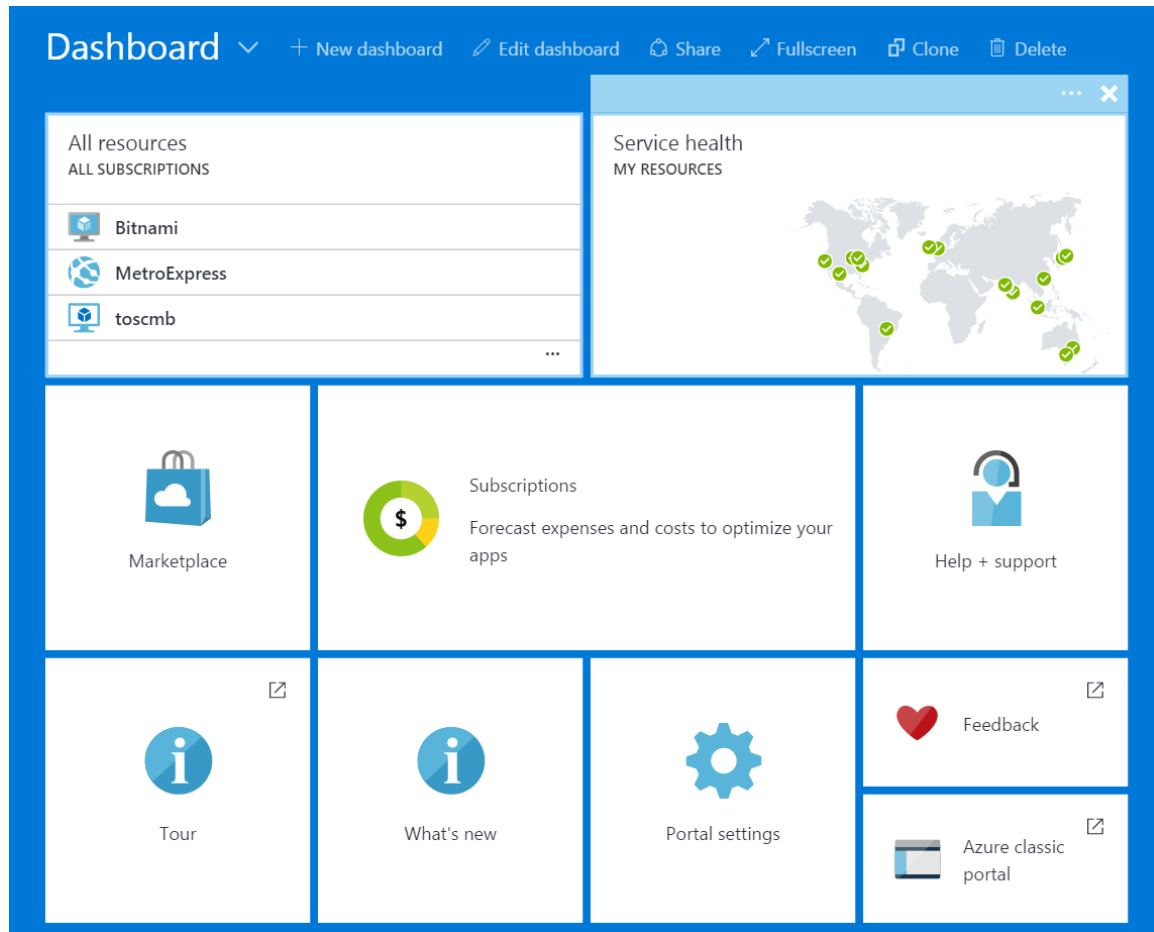 Dashboard
New dashboard
Edit dashboard
Share
Fullscreen
Clone
Delete
All resources
ALL SUBSCRIPTIONS
Bitnami
MetroExpress
toscmb
...
...
Service health
MY RESOURCES
Marketplace
$
Subscriptions
Forecast expenses and costs to optimize your
apps
Help + support
Tour
What's new
Portal settings
Feedback
Azure classic
portal